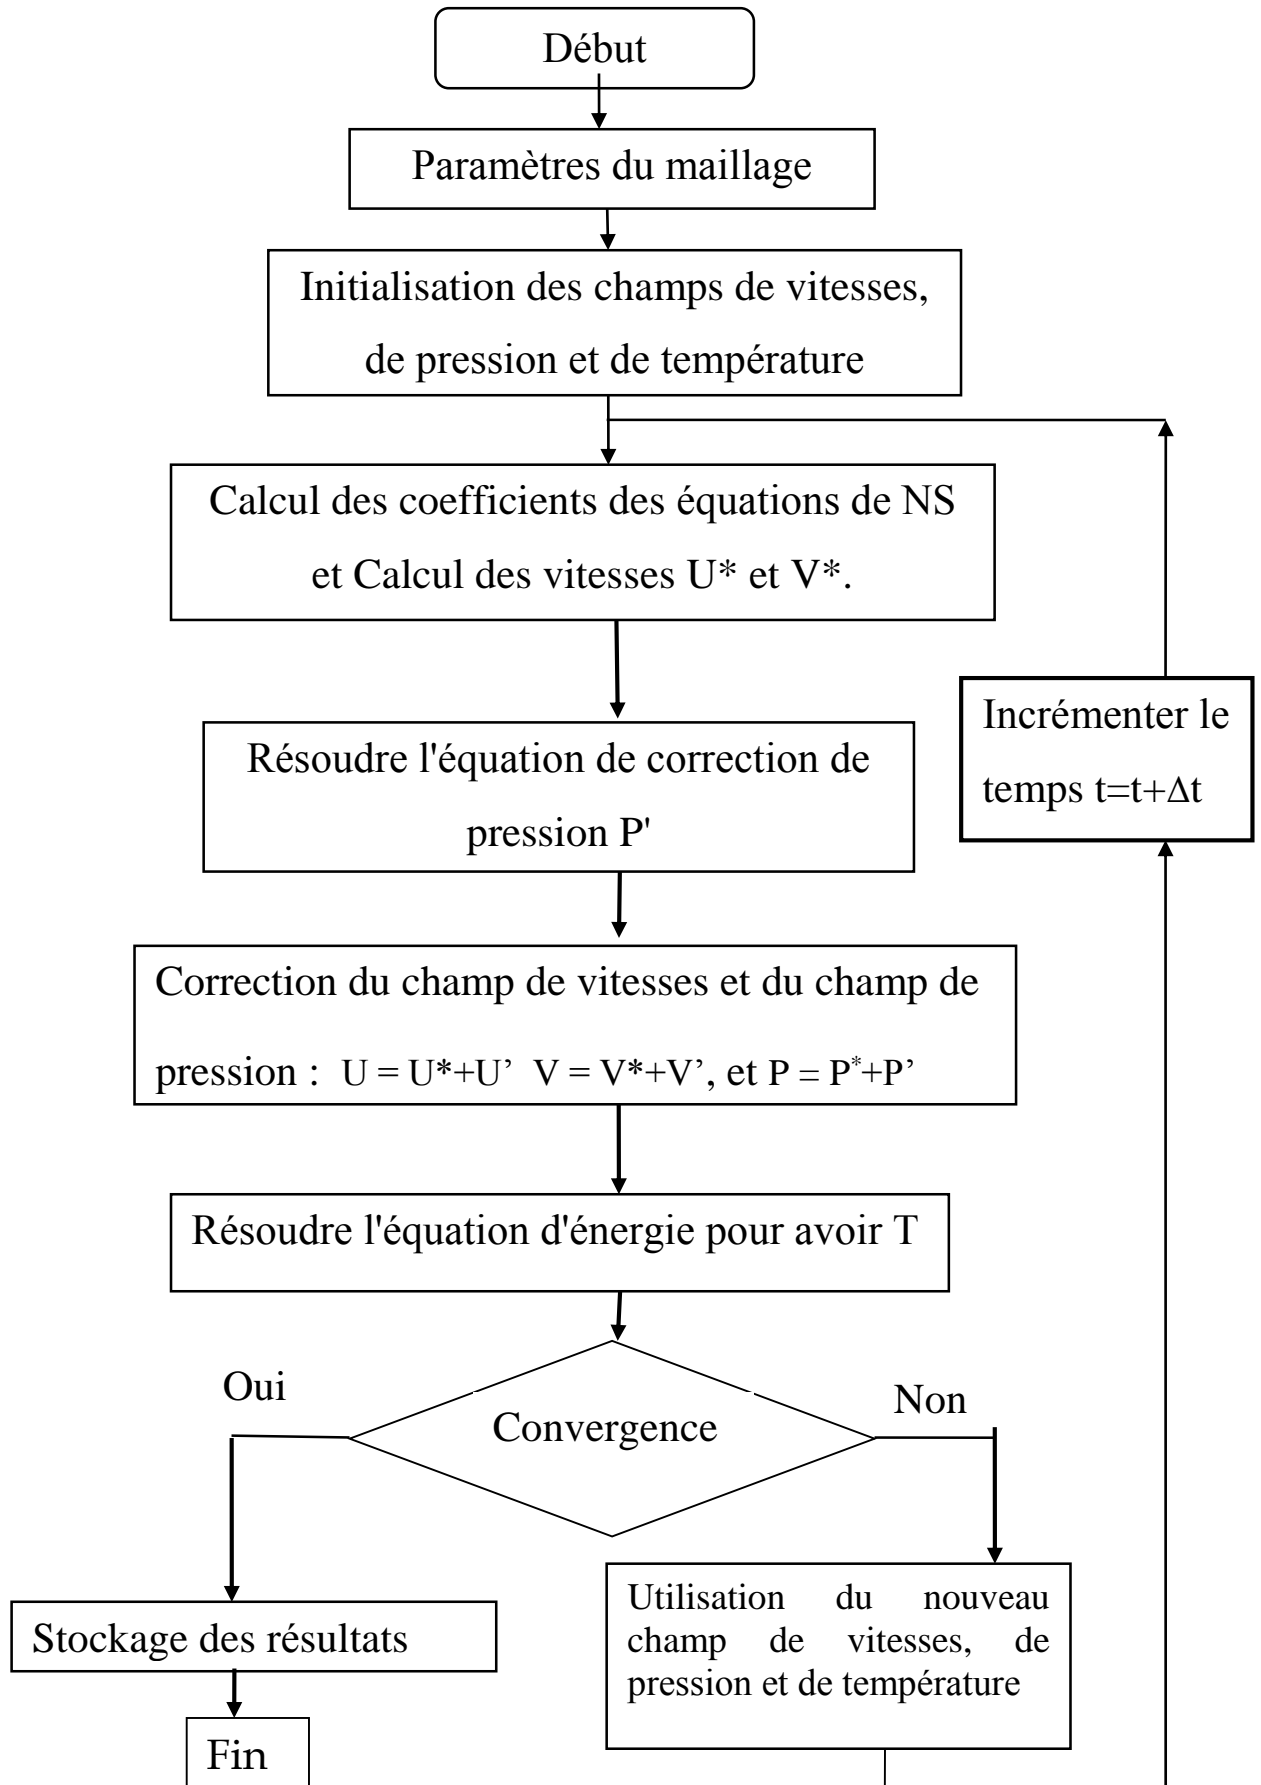 Début
Paramètres du maillage
Initialisation des champs de vitesses,
de pression et de température
Calcul des coefficients des équations de NS
et Calcul des vitesses U* et V*.
Incrémenter le
temps t=t+Δt
Résoudre l'équation de correction de
pression P'
Correction du champ de vitesses et du champ de
pression : U = U*+U’ V = V*+V’, et P = P*+P’
Résoudre l'équation d'énergie pour avoir T
Oui
Non
Convergence
Utilisation du nouveau
champ de vitesses, de
pression et de température
Stockage des résultats
Fin